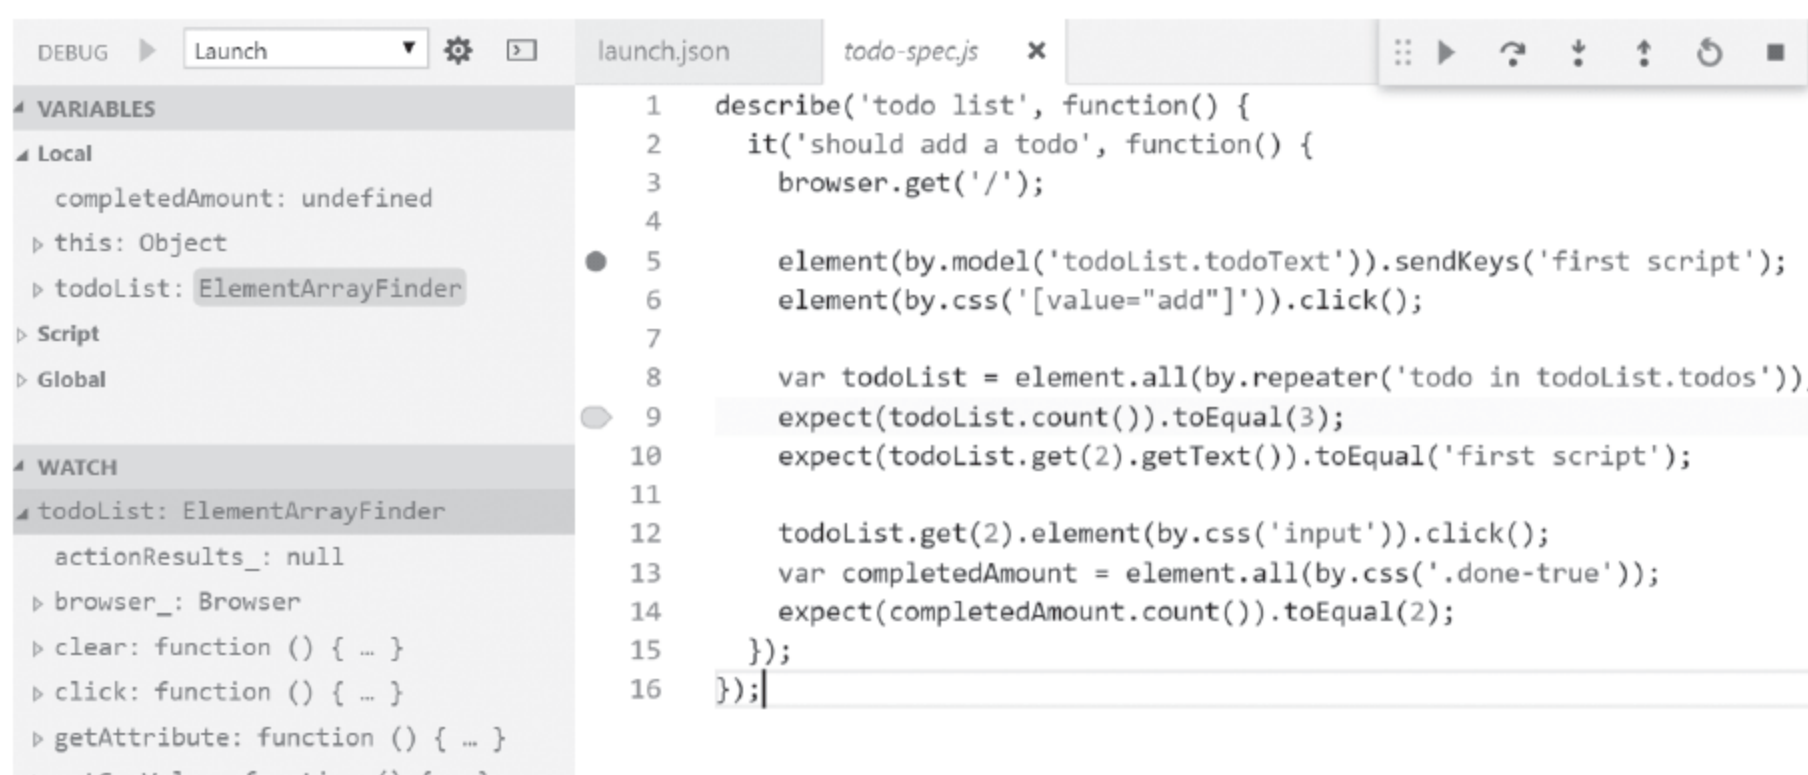 DEBUG Launch
VARIABLES
Local
completedAmount: undefined
this: Object
todoList: ElementArrayFinder
Script
Global
WATCH
todoList: ElementArrayFinder
actionResults_: null
browser_: Browser
clear: function () { … }
click: function () { … }
getAttribute: function () { … }
launch.json todo-spec.js
1 describe('todo list', function() {
2 it('should add a todo', function() {
3 browser.get('/');
4
5 element(by.model('todoList.todoText')).sendKeys('first script');
6 element(by.css('[value="add"]')).click();
7
8 var todoList = element.all(by.repeater('todo in todoList.todos'))
9 expect(todoList.count()).toEqual(3);
10 expect(todoList.get(2).getText()).toEqual('first script');
11
12 todoList.get(2).element(by.css('input')).click();
13 var completedAmount = element.all(by.css('.done-true'));
14 expect(completedAmount.count()).toEqual(2);
15 });
16 });